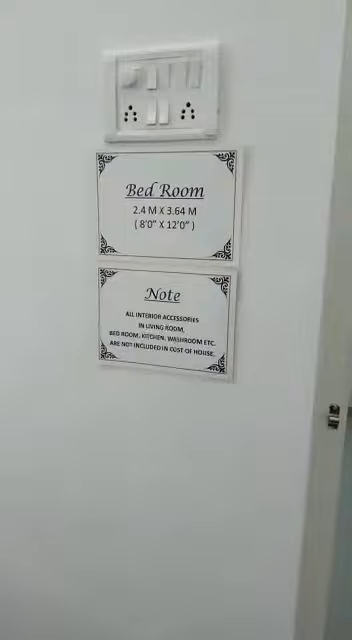 Bed Room
2.4 M X 3.64 M
( 8'0" X 12'0" )
Note
ALL INTERIOR ACCESSORIES
IN LIVING ROOM,
BED ROOM, KITCHEN, WASHROOM ETC.
ARE NOT INCLUDED IN COST OF HOUSE.